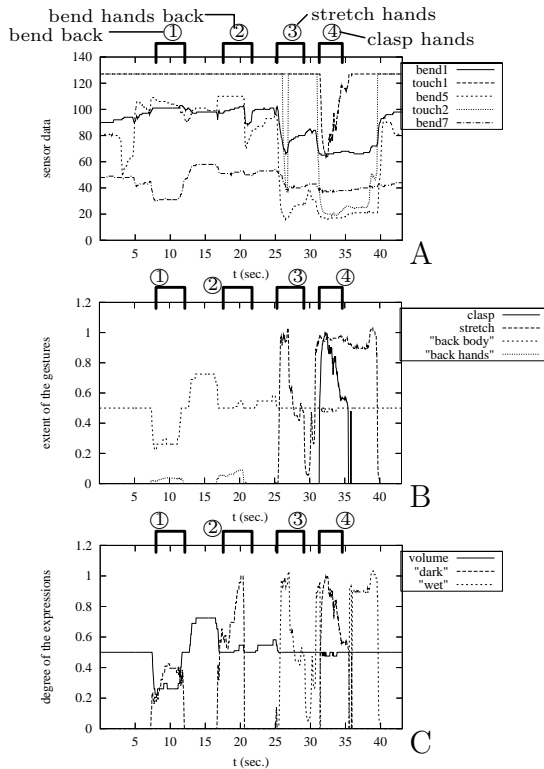 bend hands back
stretch hands
bend back
① ② ③ ④
clasp hands
140
120
100
80
60
40
20
0
sensor data
bend1
touch1
bend5
touch2
bend7
5 10 15 20 25 30 35 40
t (sec.)
A
① ② ③ ④
1.2
1
0.8
0.6
0.4
0.2
0
extent of the gestures
clasp
stretch
"back body"
"back hands"
5 10 15 20 25 30 35 40
t (sec.)
B
① ② ③ ④
1.2
1
0.8
0.6
0.4
0.2
0
degree of the expressions
volume
"dark"
"wet"
5 10 15 20 25 30 35 40
t (sec.)
C